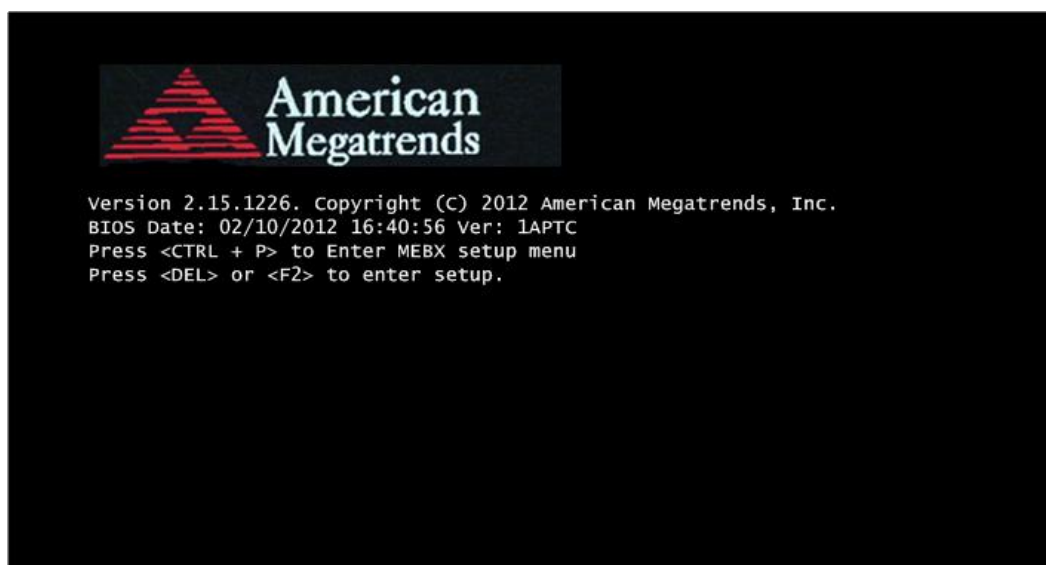 American
Megatrends
Version 2.15.1226. Copyright (C) 2012 American Megatrends, Inc.
BIOS Date: 02/10/2012 16:40:56 Ver: 1APTC
Press <CTRL + P> to Enter MEBX setup menu
Press <DEL> or <F2> to enter setup.